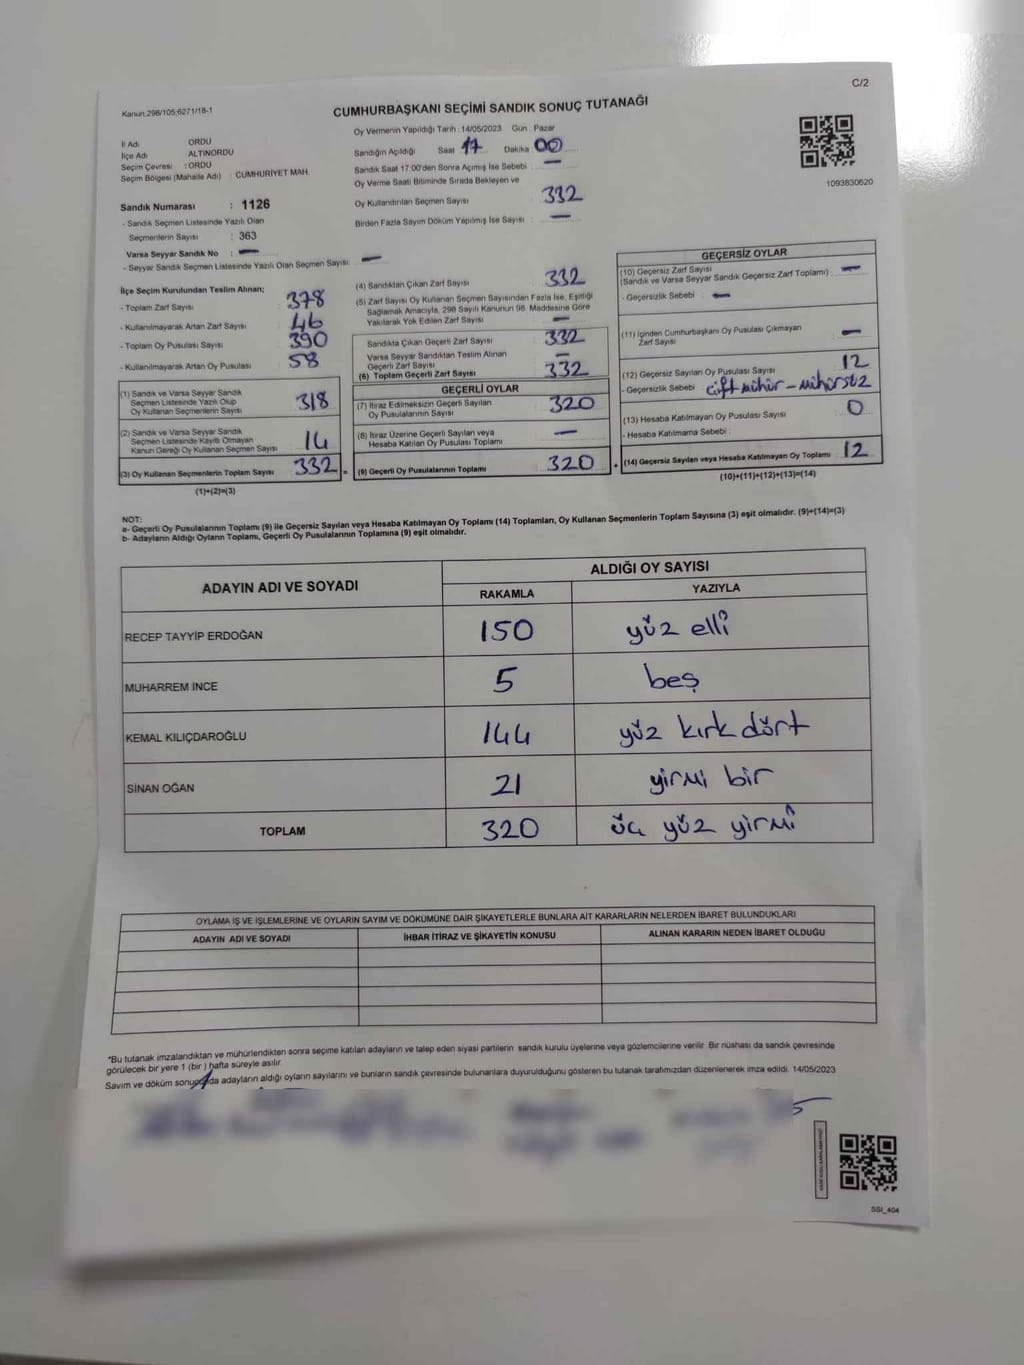 C/2
Kanun:298/105;6271/18-1
CUMHURBAŞKANI SEÇİMİ SANDIK SONUÇ TUTANAĞI
İl Adı ORDU
İlçe Adı ALTINORDU
Seçim Çevresi : ORDU
Seçim Bölgesi (Mahalle Adı) : CUMHURİYET MAH.
Sandık Numarası : 1126
- Sandık Seçmen Listesinde Yazılı Olan
Seçmenlerin Sayısı : 363
Varsa Seyyar Sandık No : —
- Seyyar Sandık Seçmen Listesinde Yazılı Olan Seçmen Sayısı: —
Oy Vermenin Yapıldığı Tarih : 14/05/2023 Gün : Pazar
Sandığın Açıldığı Saat 17 Dakika 00
Sandık Saat 17:00'den Sonra Açımış İse Sebebi : —
Oy Verme Saati Bitiminde Sırada Bekleyen ve
Oy Kullandırılan Seçmen Sayısı 332
Birden Fazla Sayım Döküm Yapılmış İse Sayısı : —
1093830620
İlçe Seçim Kurulundan Teslim Alınan;
- Toplam Zarf Sayısı 378
- Kullanılmayarak Artan Zarf Sayısı 46
- Toplam Oy Pusulası Sayısı 390
- Kullanılmayarak Artan Oy Pusulası 58
(1) Sandık ve Varsa Seyyar Sandık
Seçmen Listesinde Yazılı Olup
Oy Kullanan Seçmenlerin Sayısı 318
(2) Sandık ve Varsa Seyyar Sandık
Seçmen Listesinde Kayıtlı Olmayan
Kanun Gereği Oy Kullanan Seçmen Sayısı 14
(3) Oy Kullanan Seçmenlerin Toplam Sayısı 332 =
(1)+(2)=(3)
(4) Sandıktan Çıkan Zarf Sayısı 332
(5) Zarf Sayısı Oy Kullanan Seçmen Sayısından Fazla İse, Eşitliği
Sağlamak Amacıyla, 298 Sayılı Kanunun 98. Maddesine Göre
Yakılarak Yok Edilen Zarf Sayısı —
Sandıkta Çıkan Geçerli Zarf Sayısı 332
Varsa Seyyar Sandıktan Teslim Alınan
Geçerli Zarf Sayısı —
(6) Toplam Geçerli Zarf Sayısı 332
GEÇERLİ OYLAR
(7) İtiraz Edilmeksizin Geçerli Sayılan
Oy Pusulalarının Sayısı 320
(8) İtiraz Üzerine Geçerli Sayılan veya
Hesaba Katılan Oy Pusulası Toplamı —
(9) Geçerli Oy Pusulalarının Toplamı 320 +
GEÇERSİZ OYLAR
(10) Geçersiz Zarf Sayısı
(Sandık ve Varsa Seyyar Sandık Geçersiz Zarf Toplamı) : —
- Geçersizlik Sebebi : —
(11) İçinden Cumhurbaşkanı Oy Pusulası Çıkmayan
Zarf Sayısı —
(12) Geçersiz Sayılan Oy Pusulası Sayısı 12
- Geçersizlik Sebebi çift mühür – mühürsüz
(13) Hesaba Katılmayan Oy Pusulası Sayısı 0
- Hesaba Katılmama Sebebi :
(14) Geçersiz Sayılan veya Hesaba Katılmayan Oy Toplamı 12
(10)+(11)+(12)+(13)=(14)
NOT:
a- Geçerli Oy Pusulalarının Toplamı (9) ile Geçersiz Sayılan veya Hesaba Katılmayan Oy Toplamı (14) Toplamları, Oy Kullanan Seçmenlerin Toplam Sayısına (3) eşit olmalıdır. (9)+(14)=(3)
b- Adayların Aldığı Oyların Toplamı, Geçerli Oy Pusulalarının Toplamına (9) eşit olmalıdır.
ADAYIN ADI VE SOYADI ALDIĞI OY SAYISI
RAKAMLA YAZIYLA
RECEP TAYYİP ERDOĞAN 150 yüz elli
MUHARREM İNCE 5 beş
KEMAL KILIÇDAROĞLU 144 yüz kırk dört
SİNAN OĞAN 21 yirmi bir
TOPLAM 320 üç yüz yirmi
OYLAMA İŞ VE İŞLEMLERİNE VE OYLARIN SAYIM VE DÖKÜMÜNE DAİR ŞİKAYETLERLE BUNLARA AİT KARARLARIN NELERDEN İBARET BULUNDUKLARI
ADAYIN ADI VE SOYADI İHBAR İTİRAZ VE ŞİKAYETİN KONUSU ALINAN KARARIN NEDEN İBARET OLDUĞU
*Bu tutanak imzalandıktan ve mühürlendikten sonra seçime katılan adayların ve talep eden siyasi partilerin sandık kurulu üyelerine veya gözlemcilerine verilir. Bir nüshası da sandık çevresinde
görülecek bir yere 1 (bir) hafta süreyle asılır.
Sayım ve döküm sonucunda adayların aldığı oyların sayılarını ve bunların sandık çevresinde bulunanlara duyurulduğunu gösteren bu tutanak tarafımızdan düzenlenerek imza edildi. 14/05/2023
SSI_404